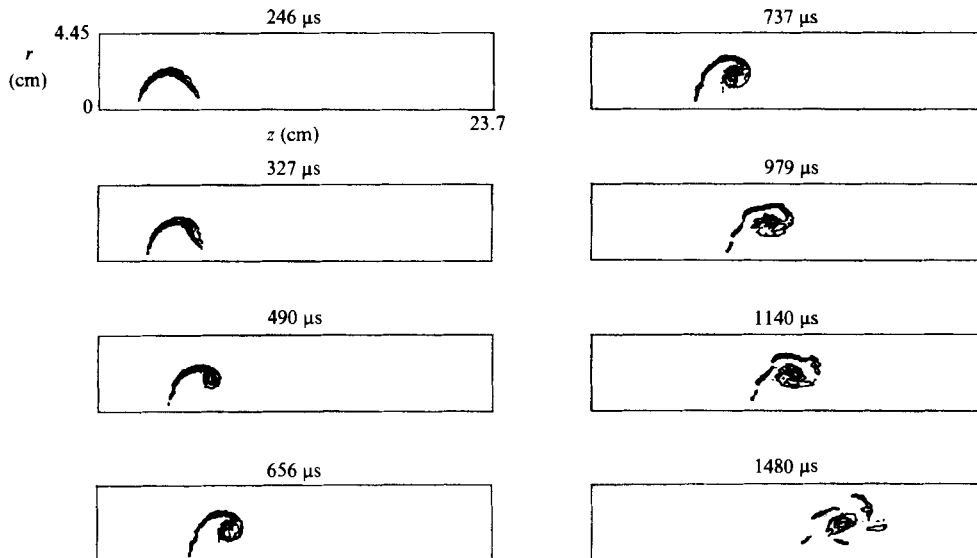 246 µs
4.45
r
(cm)
0
z (cm)
23.7
327 µs
490 µs
656 µs
737 µs
979 µs
1140 µs
1480 µs